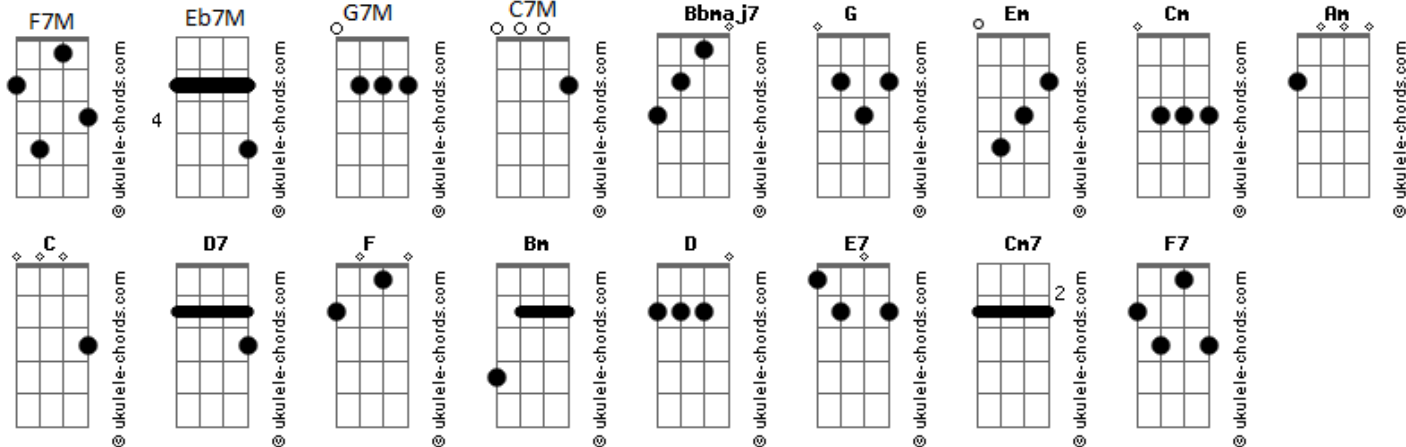 F7M Eb7M G7M C7M Bbmaj7 G Em Cm Am
4
© ukulele-chords.com © ukulele-chords.com © ukulele-chords.com © ukulele-chords.com © ukulele-chords.com © ukulele-chords.com © ukulele-chords.com © ukulele-chords.com © ukulele-chords.com
C D7 F Bm D E7 Cm7 F7
2
© ukulele-chords.com © ukulele-chords.com © ukulele-chords.com © ukulele-chords.com © ukulele-chords.com © ukulele-chords.com © ukulele-chords.com © ukulele-chords.com